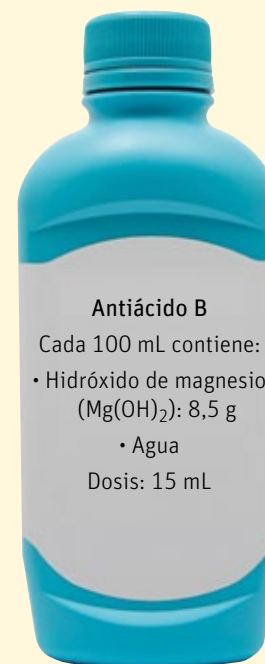 Antiácido B
Cada 100 mL contiene:
• Hidróxido de magnesio
(Mg(OH)₂): 8,5 g
• Agua
Dosis: 15 mL